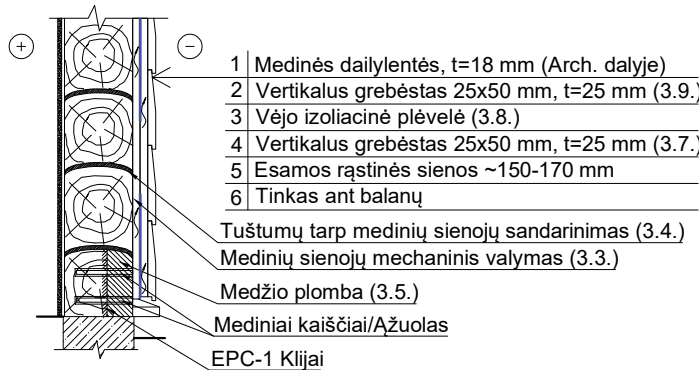 +
−
1 Medinės dailylentės, t=18 mm (Arch. dalyje)
2 Vertikalus grebėstas 25x50 mm, t=25 mm (3.9.)
3 Vėjo izoliacinė plėvelė (3.8.)
4 Vertikalus grebėstas 25x50 mm, t=25 mm (3.7.)
5 Esamos rąstinės sienos ~150-170 mm
6 Tinkas ant balanų
Tuštumų tarp medinių sienojų sandarinimas (3.4.)
Medinių sienojų mechaninis valymas (3.3.)
Medžio plomba (3.5.)
Mediniai kaiščiai/Ąžuolas
EPC-1 Klijai